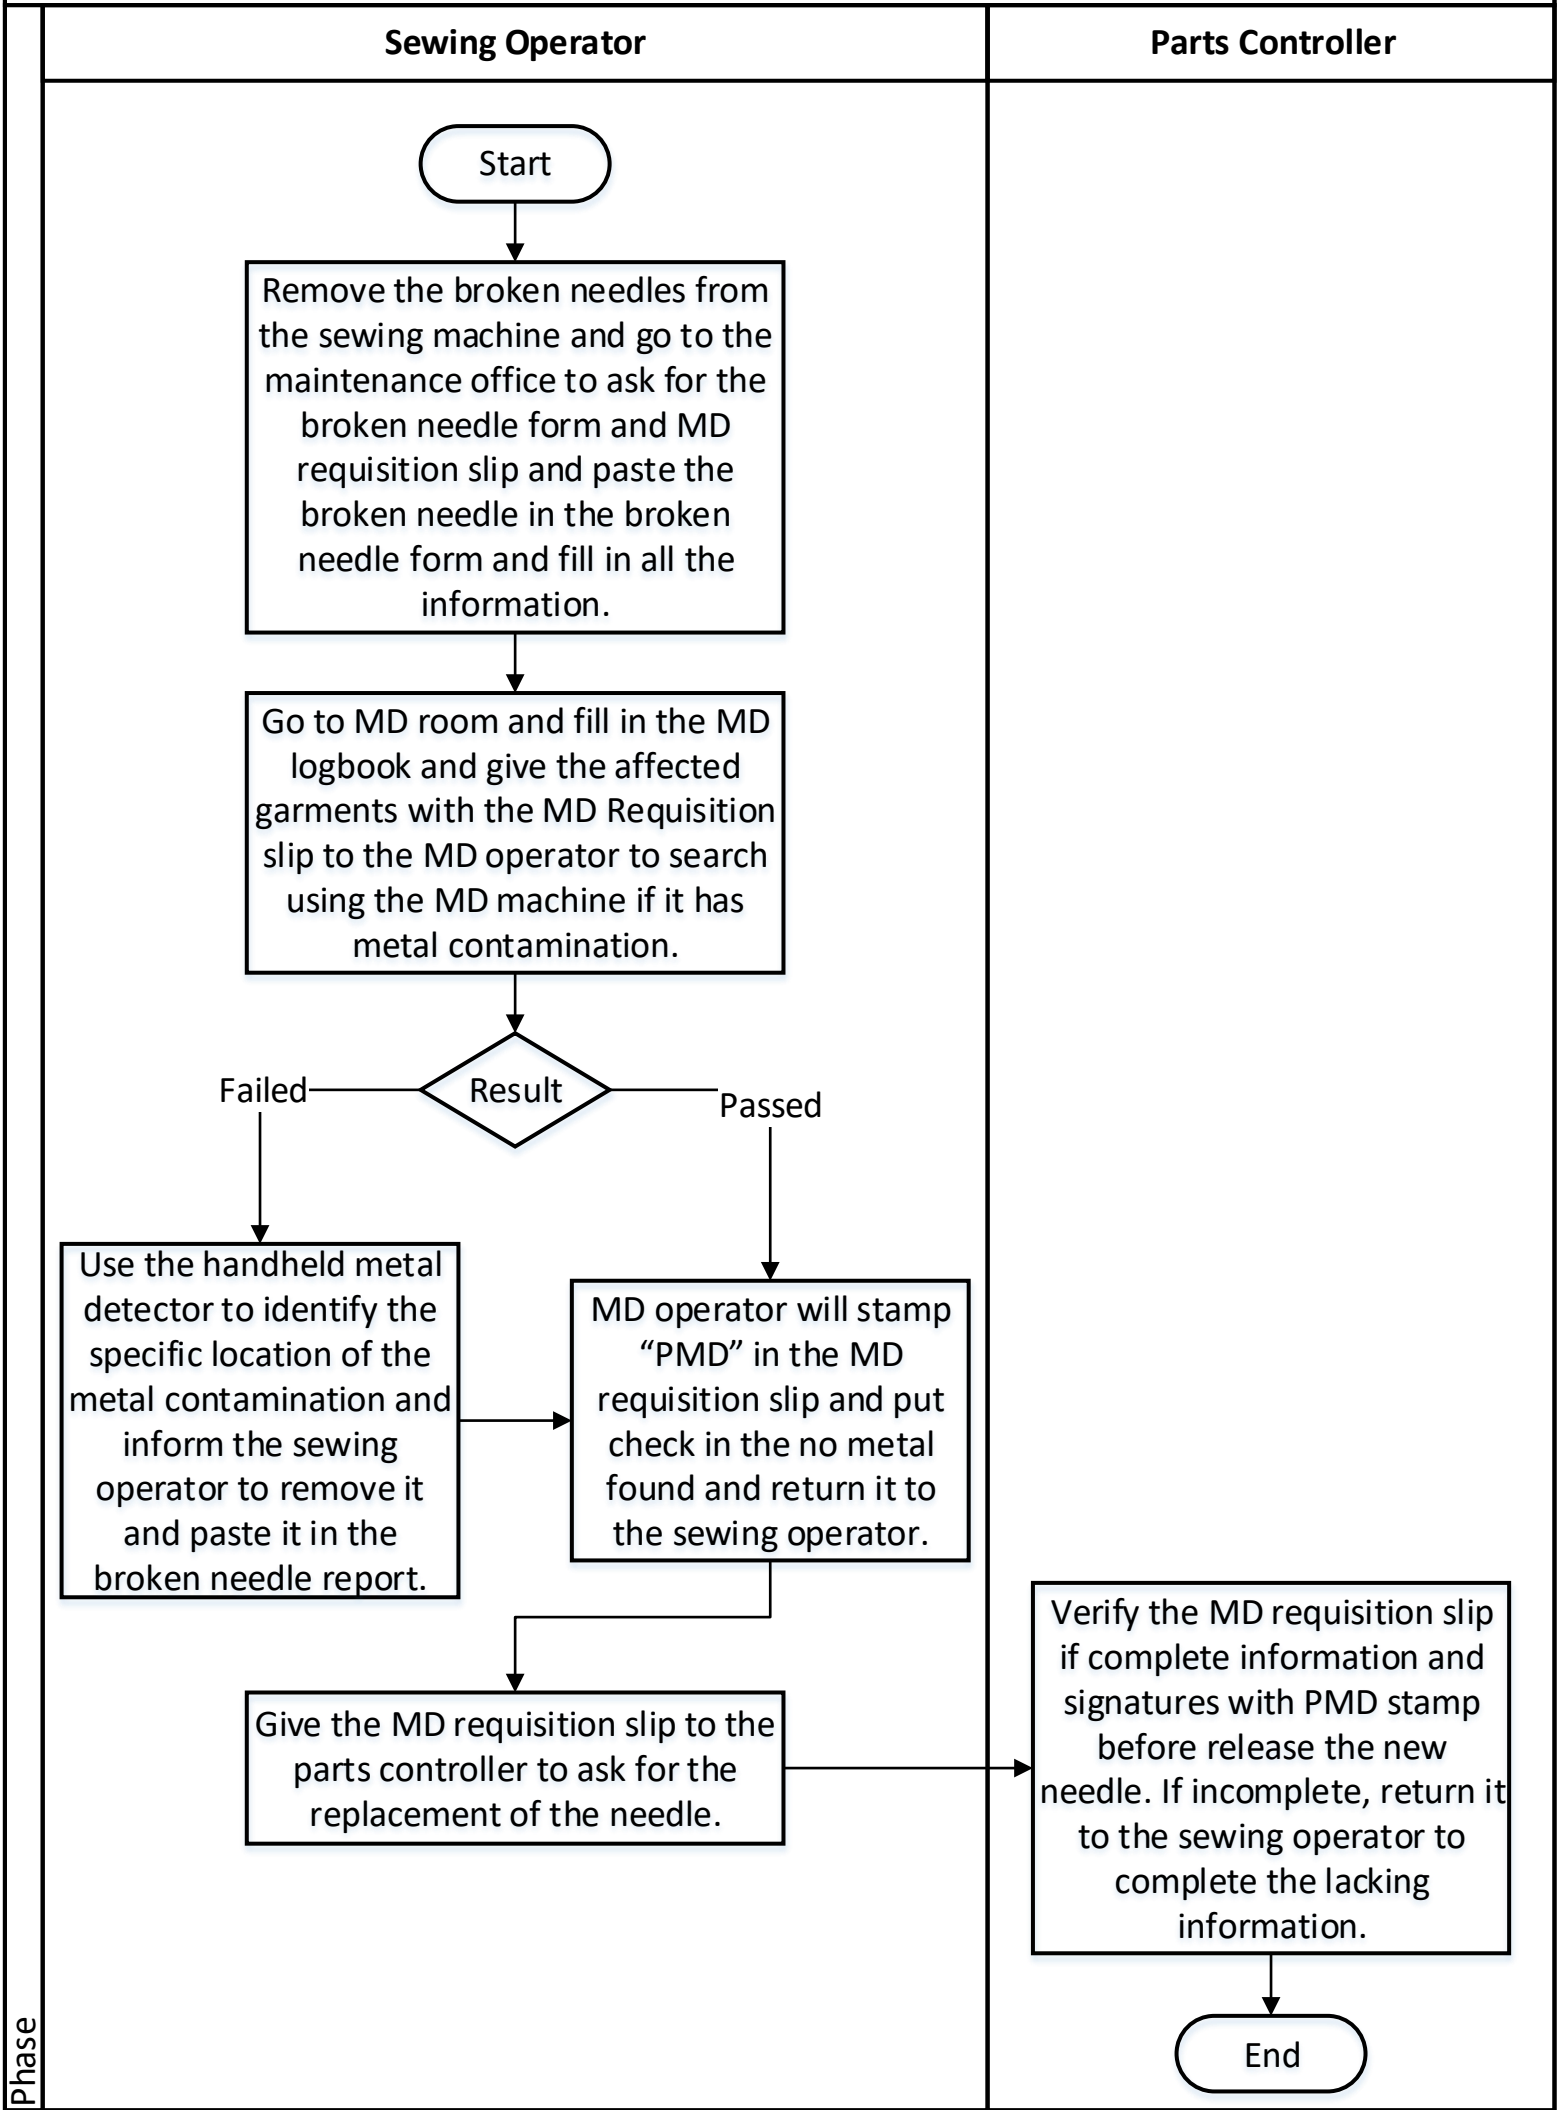 Sewing Operator
Parts Controller
Start
Remove the broken needles from
the sewing machine and go to the
maintenance office to ask for the
broken needle form and MD
requisition slip and paste the
broken needle in the broken
needle form and fill in all the
information.
Go to MD room and fill in the MD
logbook and give the affected
garments with the MD Requisition
slip to the MD operator to search
using the MD machine if it has
metal contamination.
Result
Failed
Passed
Use the handheld metal
detector to identify the
specific location of the
metal contamination and
inform the sewing
operator to remove it
and paste it in the
broken needle report.
MD operator will stamp
“PMD” in the MD
requisition slip and put
check in the no metal
found and return it to
the sewing operator.
Give the MD requisition slip to the
parts controller to ask for the
replacement of the needle.
Verify the MD requisition slip
if complete information and
signatures with PMD stamp
before release the new
needle. If incomplete, return it
to the sewing operator to
complete the lacking
information.
End
Phase